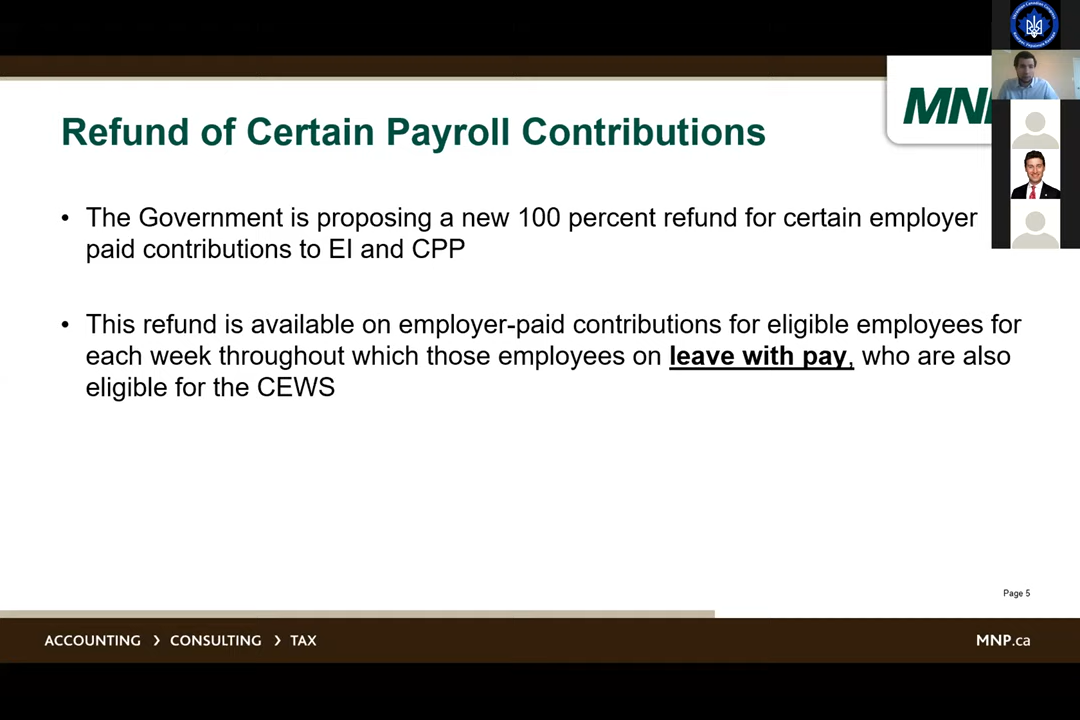 MN
Refund of Certain Payroll Contributions
• The Government is proposing a new 100 percent refund for certain employer
paid contributions to EI and CPP
• This refund is available on employer-paid contributions for eligible employees for
each week throughout which those employees on leave with pay, who are also
eligible for the CEWS
Page 5
ACCOUNTING › CONSULTING › TAX
MNP.ca